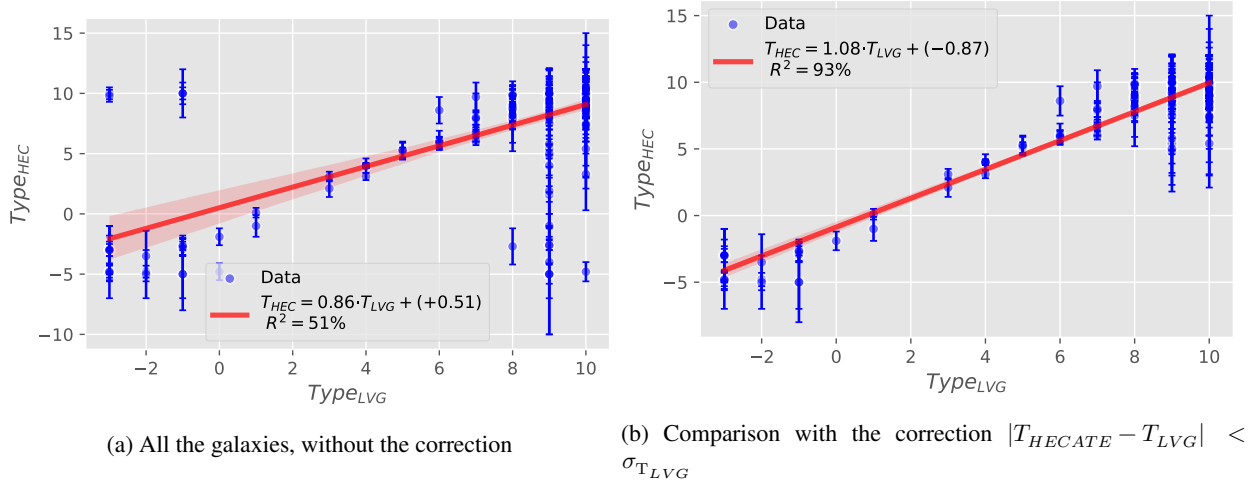 15
10
5
0
−5
−10
Type_HEC
Data
T_HEC = 0.86·T_LVG + (+0.51)
R² = 51%
−2 0 2 4 6 8 10
Type_LVG
(a) All the galaxies, without the correction
15
10
5
0
−5
Type_HEC
Data
T_HEC = 1.08·T_LVG + (−0.87)
R² = 93%
−2 0 2 4 6 8 10
Type_LVG
(b) Comparison with the correction |T_HECATE − T_LVG| <
σ_T_LVG